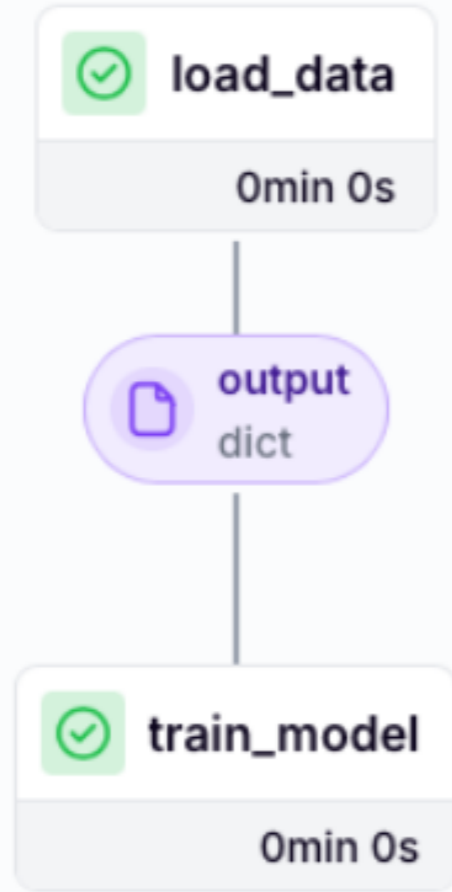 load_data
0min 0s
output
dict
train_model
0min 0s